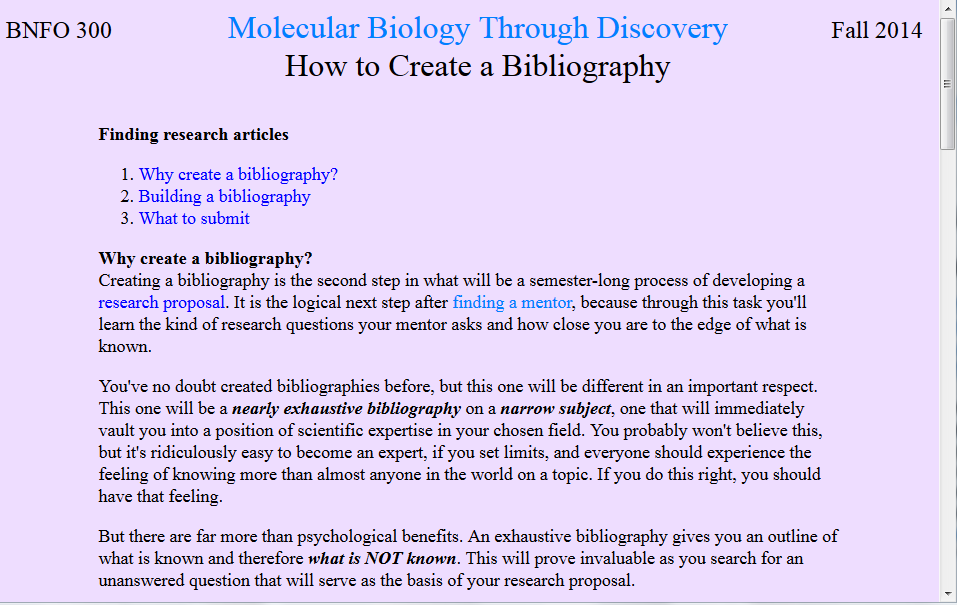 BNFO 300 Molecular Biology Through Discovery Fall 2014
How to Create a Bibliography
Finding research articles
1. Why create a bibliography?
2. Building a bibliography
3. What to submit
Why create a bibliography?
Creating a bibliography is the second step in what will be a semester-long process of developing a
research proposal. It is the logical next step after finding a mentor, because through this task you'll
learn the kind of research questions your mentor asks and how close you are to the edge of what is
known.
You've no doubt created bibliographies before, but this one will be different in an important respect.
This one will be a nearly exhaustive bibliography on a narrow subject, one that will immediately
vault you into a position of scientific expertise in your chosen field. You probably won't believe this,
but it's ridiculously easy to become an expert, if you set limits, and everyone should experience the
feeling of knowing more than almost anyone in the world on a topic. If you do this right, you should
have that feeling.
But there are far more than psychological benefits. An exhaustive bibliography gives you an outline of
what is known and therefore what is NOT known. This will prove invaluable as you search for an
unanswered question that will serve as the basis of your research proposal.